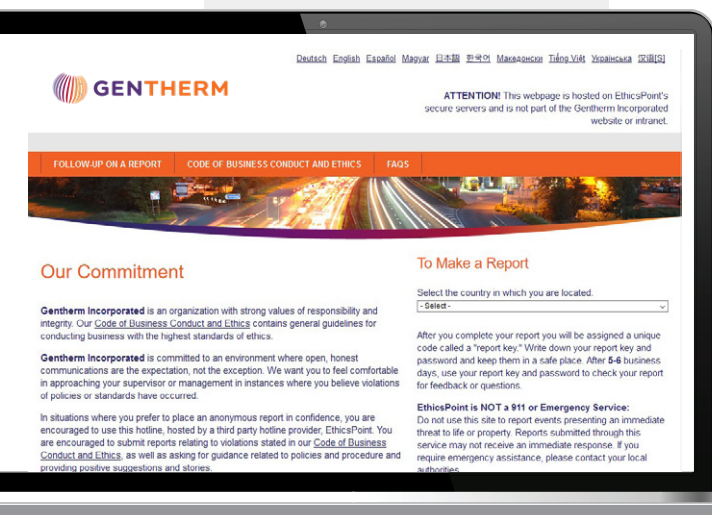 Deutsch English Español Magyar 日本語 한국어 Македонски Tiếng Việt Українська 汉语[S]
GENTHERM
ATTENTION! This webpage is hosted on EthicsPoint's
secure servers and is not part of the Gentherm Incorporated
website or intranet.
FOLLOW-UP ON A REPORT CODE OF BUSINESS CONDUCT AND ETHICS FAQS
Our Commitment
Gentherm Incorporated is an organization with strong values of responsibility and
integrity. Our Code of Business Conduct and Ethics contains general guidelines for
conducting business with the highest standards of ethics.
Gentherm Incorporated is committed to an environment where open, honest
communications are the expectation, not the exception. We want you to feel comfortable
in approaching your supervisor or management in instances where you believe violations
of policies or standards have occurred.
In situations where you prefer to place an anonymous report in confidence, you are
encouraged to use this hotline, hosted by a third party hotline provider, EthicsPoint. You
are encouraged to submit reports relating to violations stated in our Code of Business
Conduct and Ethics, as well as asking for guidance related to policies and procedure and
providing positive suggestions and stories.
To Make a Report
Select the country in which you are located.
- Select -
After you complete your report you will be assigned a unique
code called a "report key." Write down your report key and
password and keep them in a safe place. After 5-6 business
days, use your report key and password to check your report
for feedback or questions.
EthicsPoint is NOT a 911 or Emergency Service:
Do not use this site to report events presenting an immediate
threat to life or property. Reports submitted through this
service may not receive an immediate response. If you
require emergency assistance, please contact your local
authorities.